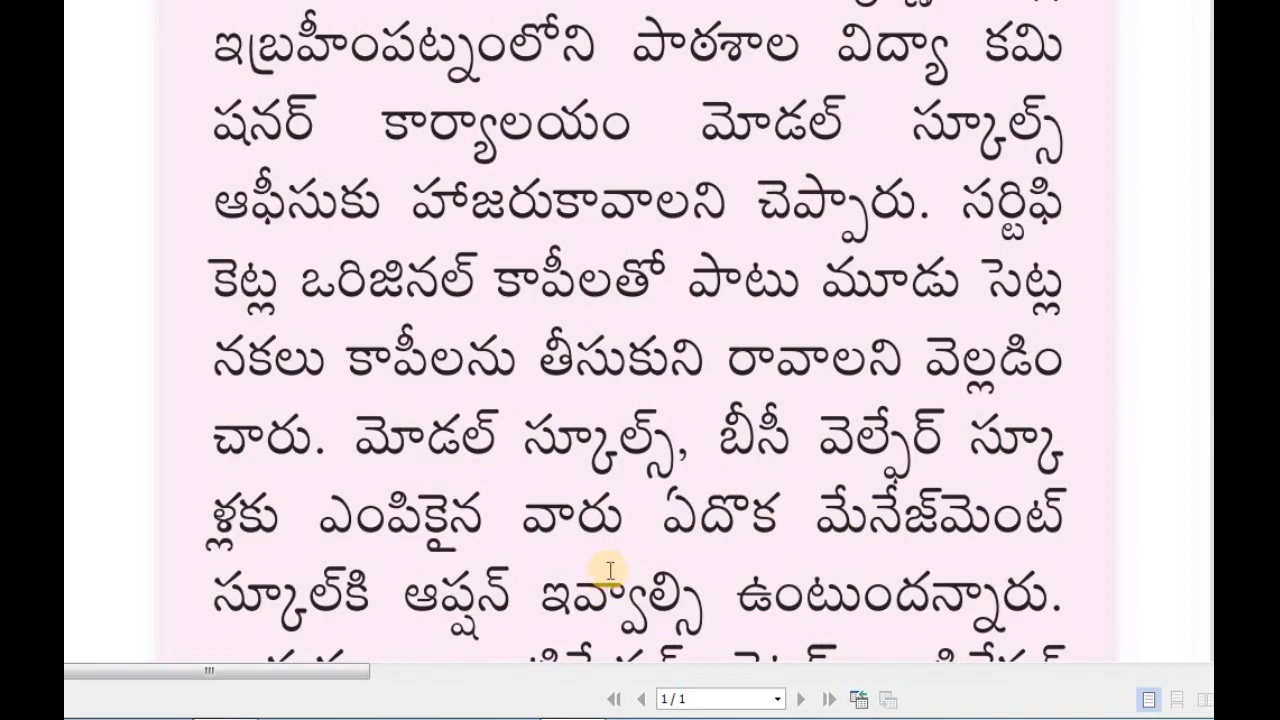 ఇబ్రహీంపట్నంలోని పాఠశాల విద్యా కమి
షనర్ కార్యాలయం మోడల్ స్కూల్స్
ఆఫీసుకు హాజరుకావాలని చెప్పారు. సర్టిఫి
కెట్ల ఒరిజినల్ కాపీలతో పాటు మూడు సెట్ల
నకలు కాపీలను తీసుకుని రావాలని వెల్లడిం
చారు. మోడల్ స్కూల్స్, బీసీ వెల్ఫేర్ స్కూ
ళ్లకు ఎంపికైన వారు ఏదొక మేనేజ్‌మెంట్
స్కూల్‌కి ఆప్షన్ ఇవ్వాల్సి ఉంటుందన్నారు.
1 / 1